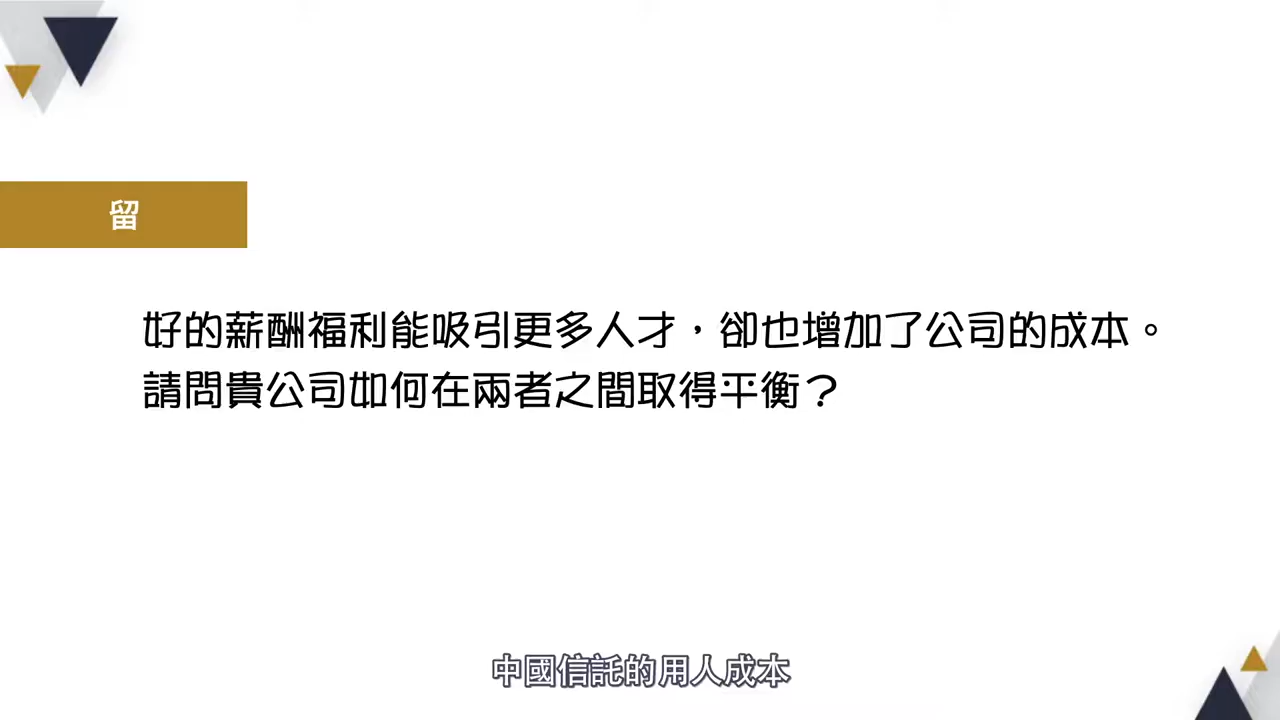 留
好的薪酬福利能吸引更多人才，卻也增加了公司的成本。
請問貴公司如何在兩者之間取得平衡？
中國信託的用人成本